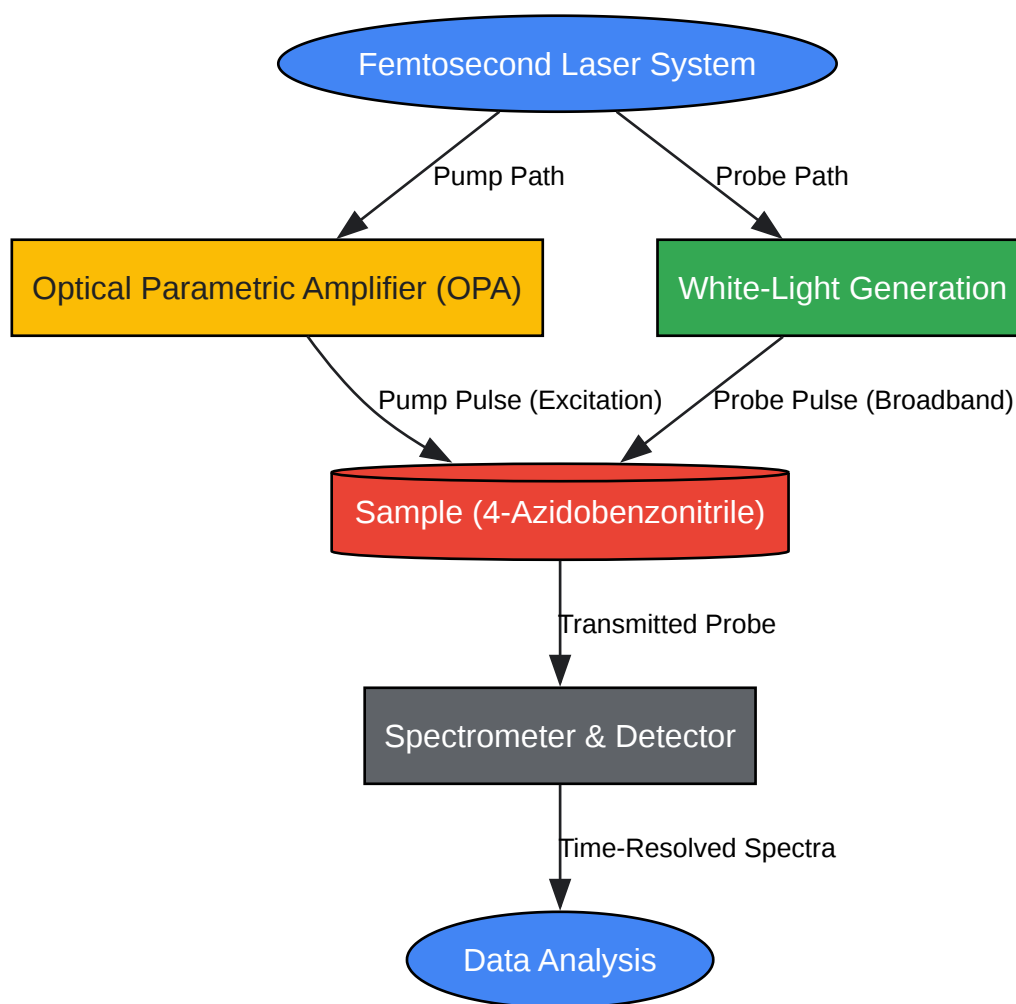 Femtosecond Laser System
Pump Path
Probe Path
Optical Parametric Amplifier (OPA)
White-Light Generation
Pump Pulse (Excitation)
Probe Pulse (Broadband)
Sample (4-Azidobenzonitrile)
Transmitted Probe
Spectrometer & Detector
Time-Resolved Spectra
Data Analysis